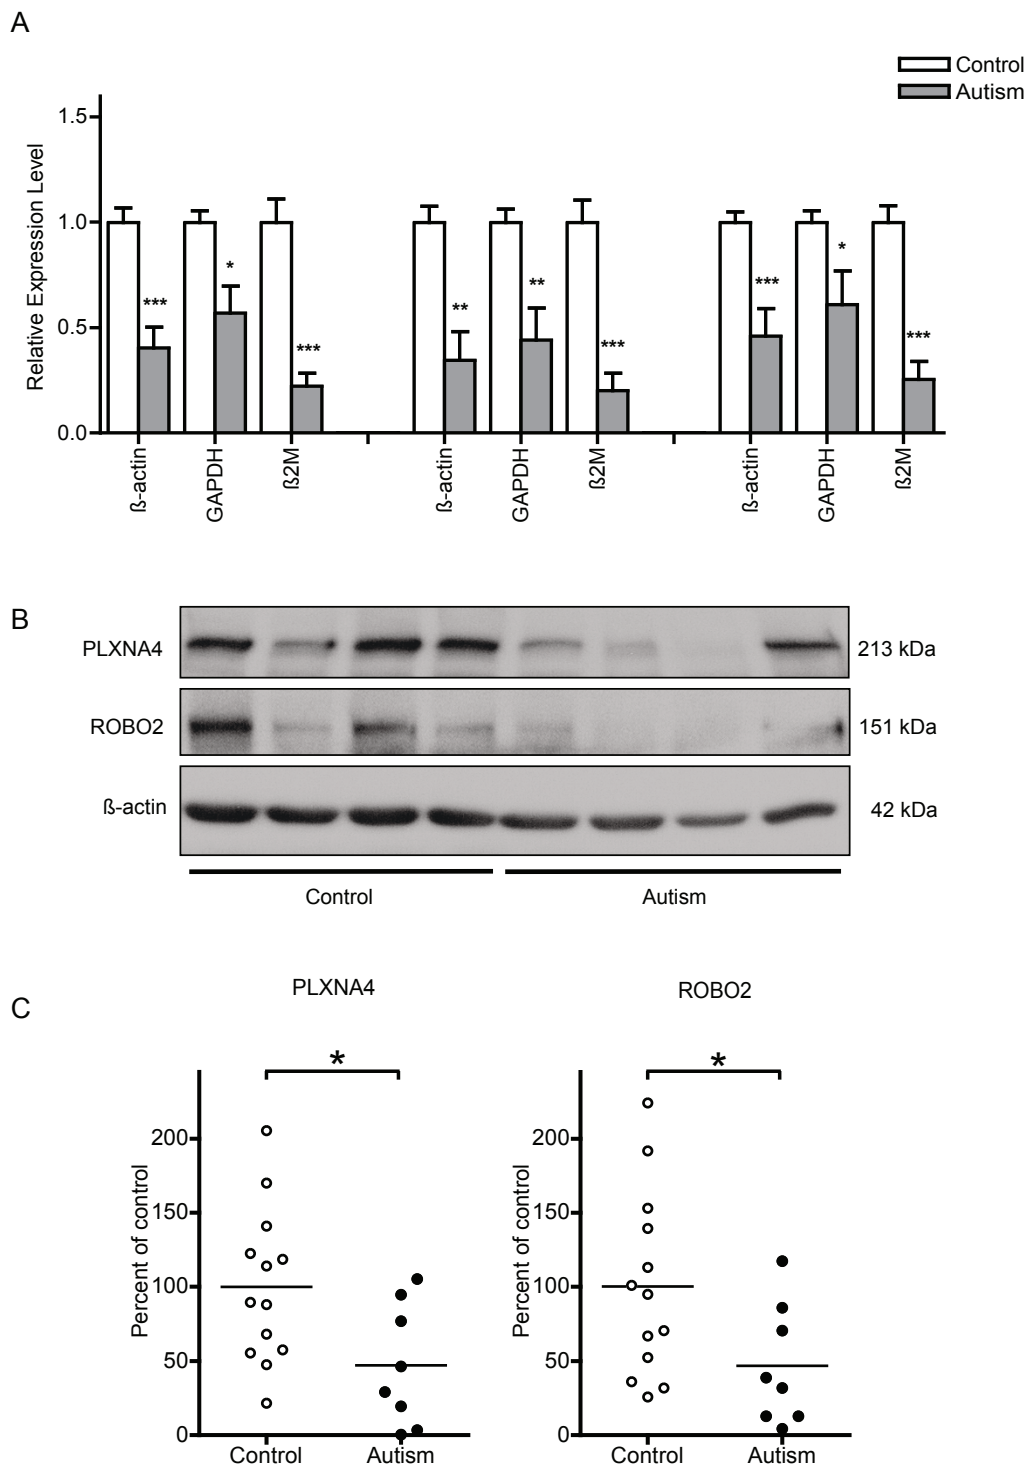 A
Control
Autism
Relative Expression Level
1.5
1.0
0.5
0.0
*** * *** ** ** *** *** * ***
ß-actin GAPDH ß2M ß-actin GAPDH ß2M ß-actin GAPDH ß2M
B
PLXNA4 213 kDa
ROBO2 151 kDa
ß-actin 42 kDa
Control Autism
C
PLXNA4
*
Percent of control
200
150
100
50
0
Control Autism
ROBO2
*
Percent of control
200
150
100
50
0
Control Autism